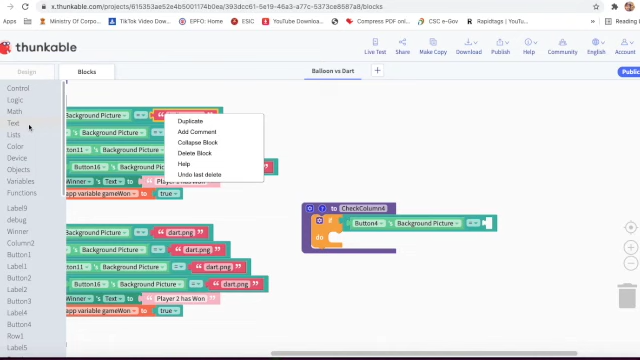 x.thunkable.com/projects/615353ae52e2b5001174b0ea/393dcc61-5190-46a3-a77c-5373ce8587a8/blocks
Apps
Ministry Of Corpo...
TikTok Video Down...
EPFO: Home
ESIC
YouTube Download...
Compress PDF onl...
CSC e-Gov
Rapidtags | YouTub...
thunkable
Live Test
Share
Make Copy
Download
Publish
Help
Community
English
Account
Design
Blocks
Balloon vs Dart
+
Public
Control
Logic
Math
Text
Lists
Color
Device
Objects
Variables
Functions
Label9
debug
Winner
Column2
Button1
Label1
Button2
Label2
Button3
Label4
Button4
Row1
Label5
Background Picture
Background Picture
Button11 's Background Picture
Button16 's Background Picture
Winner 's Text to Player 1 has Won
app variable gameWon to true
Duplicate
Add Comment
Collapse Block
Delete Block
Help
Undo last delete
Background Picture = = dart.png
Background Picture = = dart.png
Button11 's Background Picture = = dart.png
Button16 's Background Picture = = dart.png
Winner 's Text to Player 2 has Won
app variable gameWon to true
to CheckColumn4
if Button4 's Background Picture = =
do